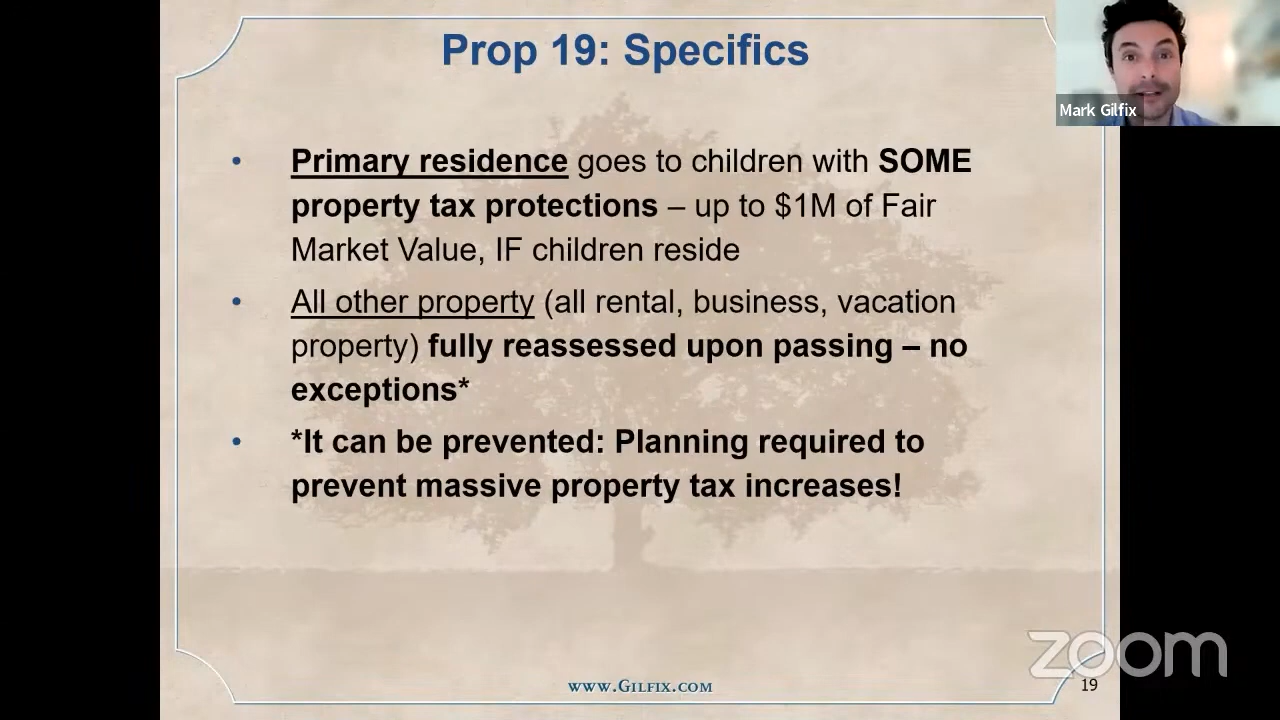 Prop 19: Specifics
Mark Gilfix
• Primary residence goes to children with SOME
property tax protections – up to $1M of Fair
Market Value, IF children reside
• All other property (all rental, business, vacation
property) fully reassessed upon passing – no
exceptions*
• *It can be prevented: Planning required to
prevent massive property tax increases!
zoom
www.Gilfix.com
19